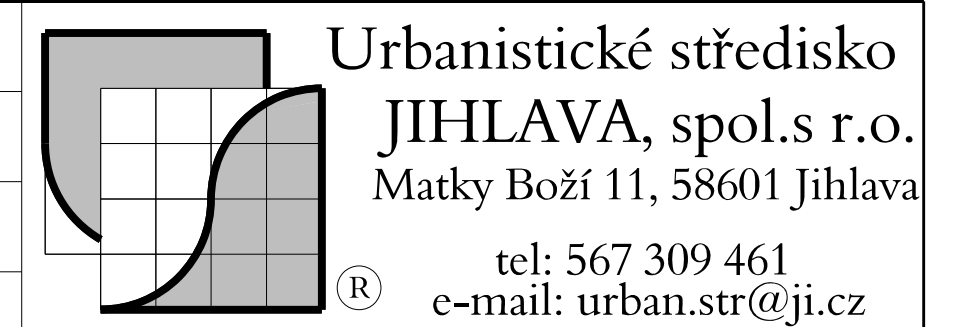 Urbanistické středisko
JIHLAVA, spol.s r.o.
Matky Boží 11, 58601 Jihlava
tel: 567 309 461
e-mail: urban.str@ji.cz
®